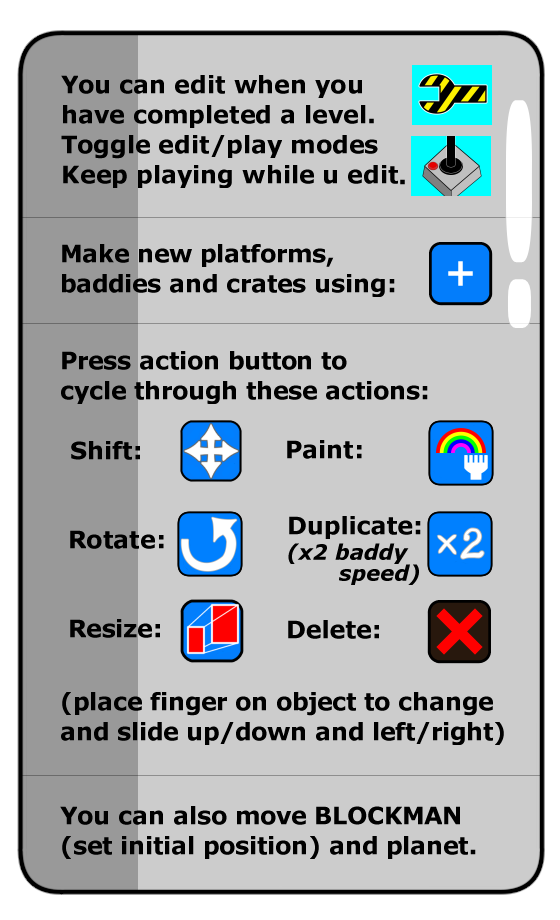 You can edit when you
have completed a level.
Toggle edit/play modes
Keep playing while u edit.
Make new platforms,
baddies and crates using:
+
Press action button to
cycle through these actions:
Shift:
Paint:
Rotate:
Duplicate:
(x2 baddy
speed)
×2
Resize:
Delete:
(place finger on object to change
and slide up/down and left/right)
You can also move BLOCKMAN
(set initial position) and planet.